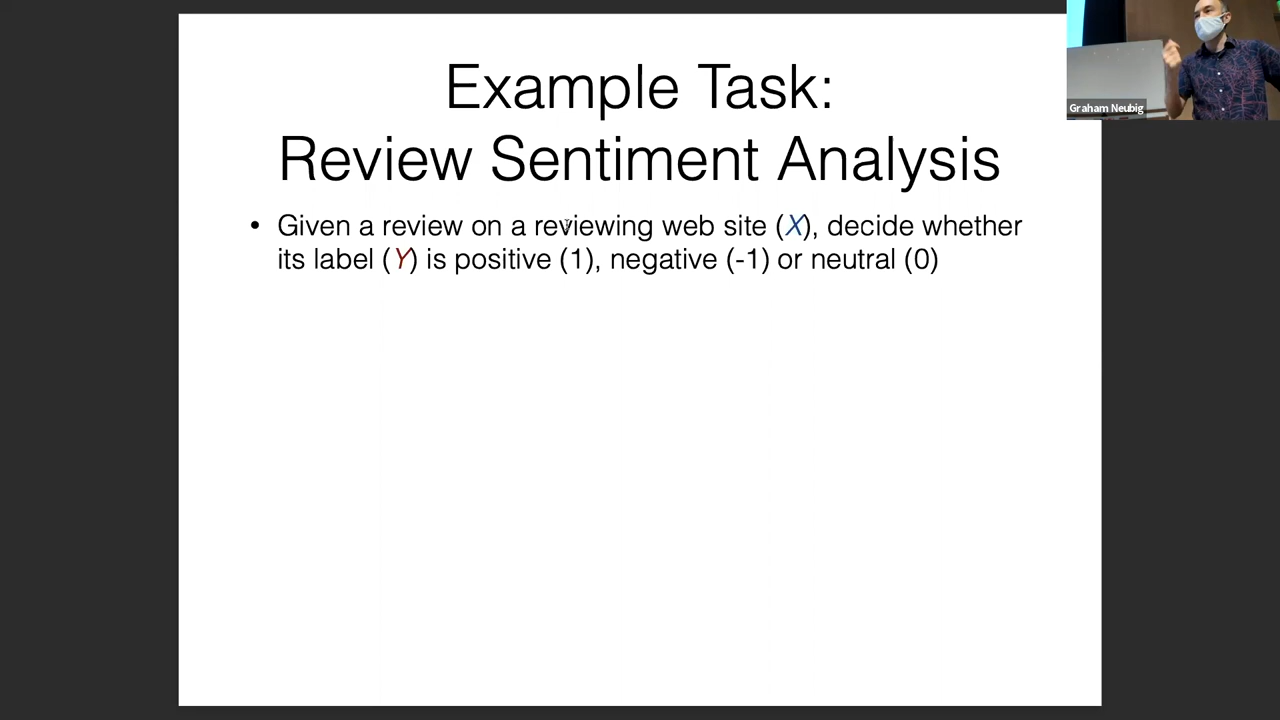 Example Task:
Review Sentiment Analysis
• Given a review on a reviewing web site (X), decide whether
its label (Y) is positive (1), negative (-1) or neutral (0)
Graham Neubig